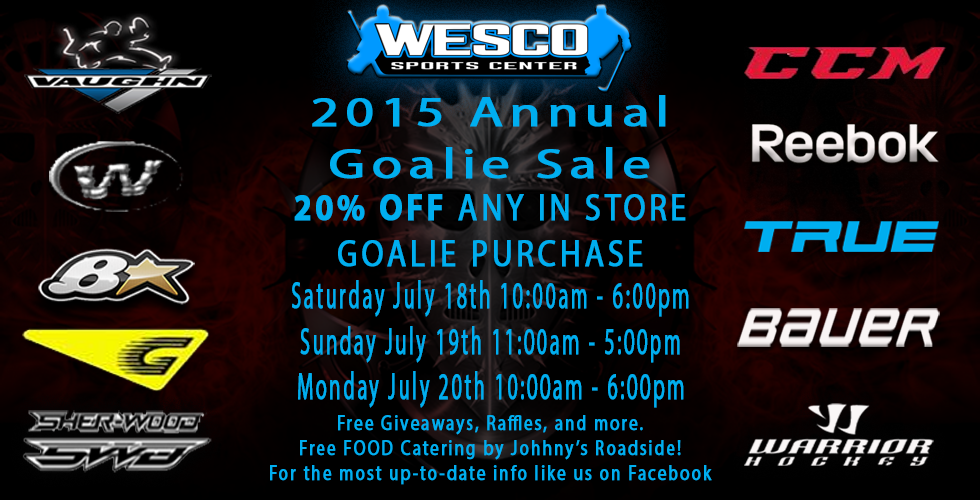 VAUGHN
W
B
G
SHER-WOOD
SWD
WESCO
SPORTS CENTER
2015 Annual
Goalie Sale
20% OFF ANY IN STORE
GOALIE PURCHASE
Saturday July 18th 10:00am - 6:00pm
Sunday July 19th 11:00am - 5:00pm
Monday July 20th 10:00am - 6:00pm
Free Giveaways, Raffles, and more.
Free FOOD Catering by Johhny's Roadside!
For the most up-to-date info like us on Facebook
CCM
Reebok
TRUE
BAUER
WARRIOR
HOCKEY